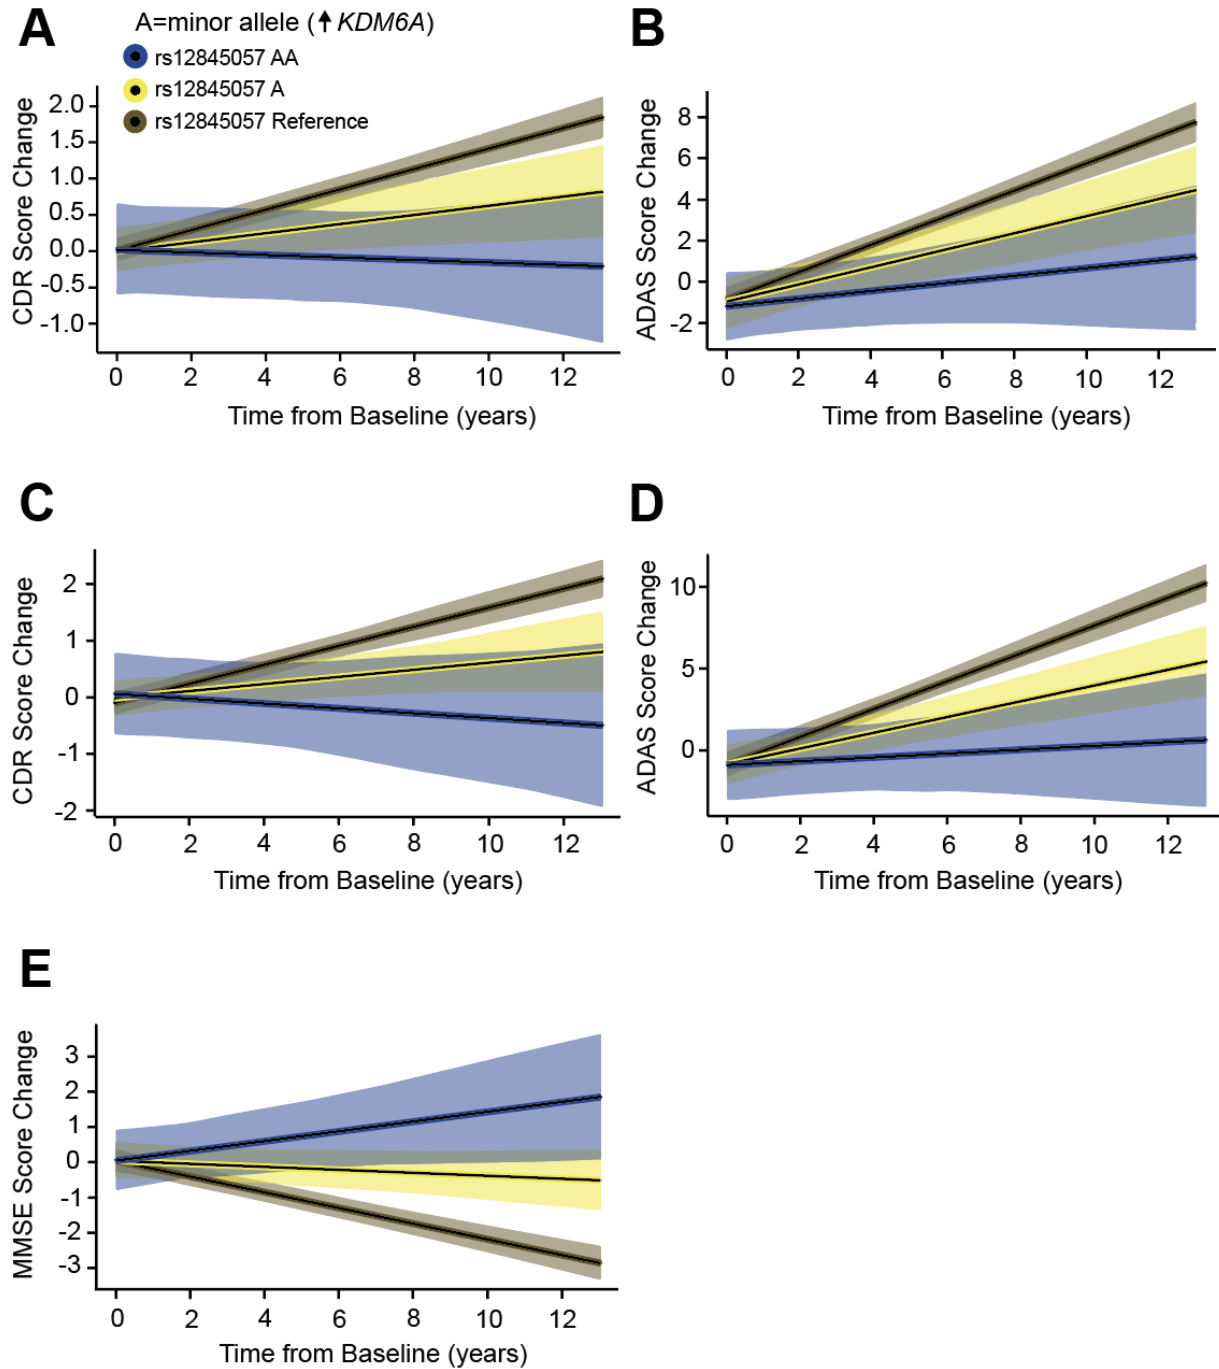 A
A=minor allele (↑ KDM6A)
rs12845057 AA
rs12845057 A
rs12845057 Reference
CDR Score Change
2.0
1.5
1.0
0.5
0.0
-0.5
-1.0
0 2 4 6 8 10 12
Time from Baseline (years)
B
ADAS Score Change
8
6
4
2
0
-2
0 2 4 6 8 10 12
Time from Baseline (years)
C
CDR Score Change
2
1
0
-1
-2
0 2 4 6 8 10 12
Time from Baseline (years)
D
ADAS Score Change
10
5
0
0 2 4 6 8 10 12
Time from Baseline (years)
E
MMSE Score Change
3
2
1
0
-1
-2
-3
0 2 4 6 8 10 12
Time from Baseline (years)